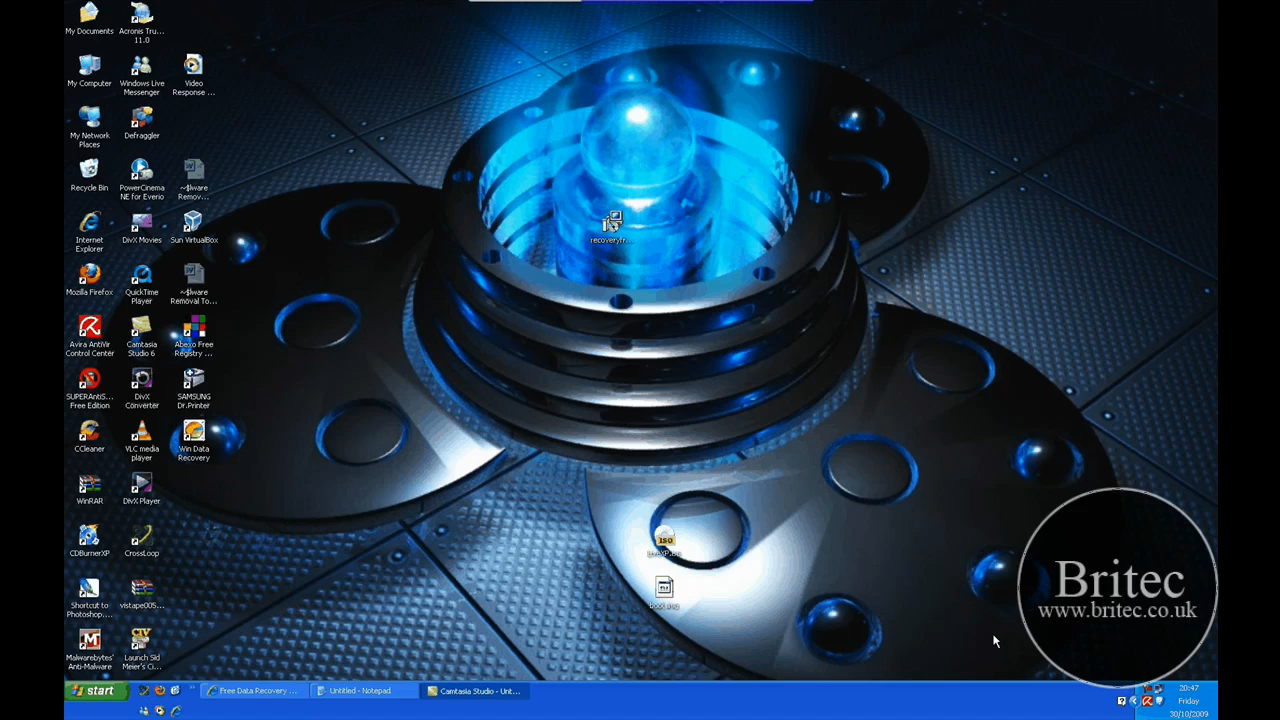 My Documents
Acronis Tru...
11.0
My Computer
Windows Live
Messenger
Video
Response ...
My Network
Places
Defraggler
Recycle Bin
PowerCinema
NE for Everio
~$lware
Remov...
Internet
Explorer
DivX Movies
Sun VirtualBox
recoveryfr...
Mozilla Firefox
QuickTime
Player
~$lware
Removal To...
Avira AntiVir
Control Center
Camtasia
Studio 6
Abexo Free
Registry ...
SUPERAntiS...
Free Edition
DivX
Converter
SAMSUNG
Dr.Printer
CCleaner
VLC media
player
Win Data
Recovery
WinRAR
DivX Player
CDBurnerXP
CrossLoop
ISO
Shortcut to
Photoshop....
vistape005...
Malwarebytes'
Anti-Malware
CIV
Launch Sid
Meier's Ci...
Britec
www.britec.co.uk
start
Free Data Recovery ...
Untitled - Notepad
Camtasia Studio - Unt...
20:47
Friday
30/10/2009